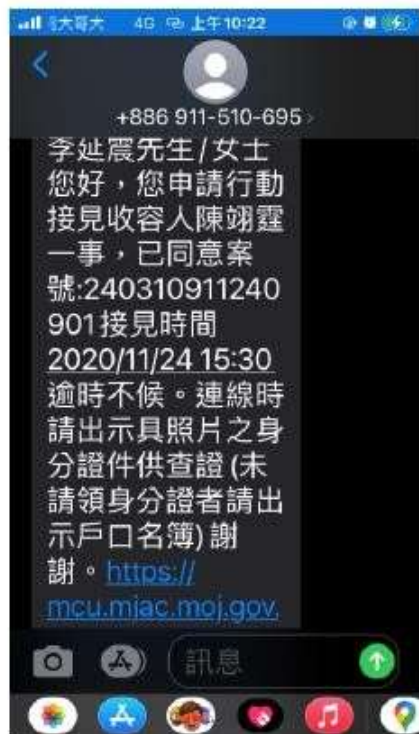 大哥大 4G 上午10:22
+886 911-510-695
李延震先生/女士
您好，您申請行動
接見收容人陳翊霆
一事，已同意案
號:240310911240
901接見時間
2020/11/24 15:30
逾時不候。連線時
請出示具照片之身
分證件供查證(未
請領身分證者請出
示戶口名簿)謝
謝。https://
mcu.mjac.moj.gov.
訊息